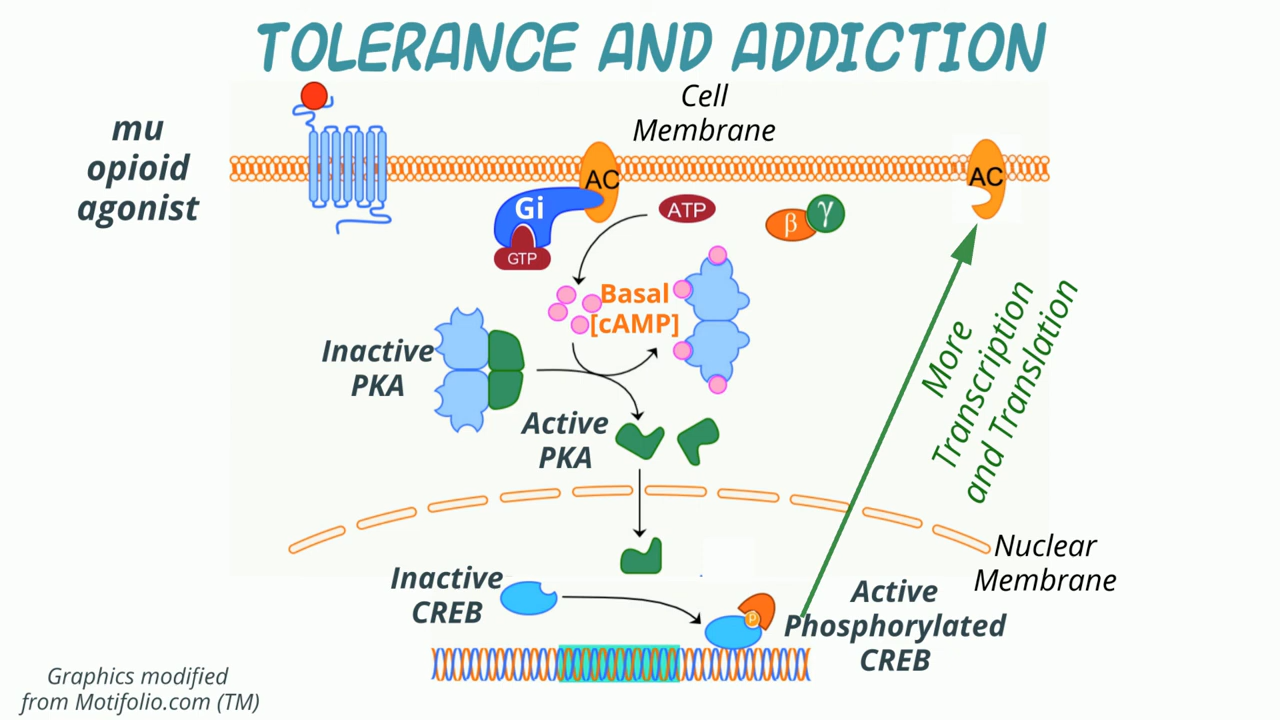 TOLERANCE AND ADDICTION
mu
opioid
agonist
Cell
Membrane
AC
AC
Gi
GTP
ATP
β
γ
Basal
[cAMP]
Inactive
PKA
Active
PKA
More
Transcription
and Translation
Nuclear
Membrane
Inactive
CREB
P
Active
Phosphorylated
CREB
Graphics modified
from Motifolio.com (TM)